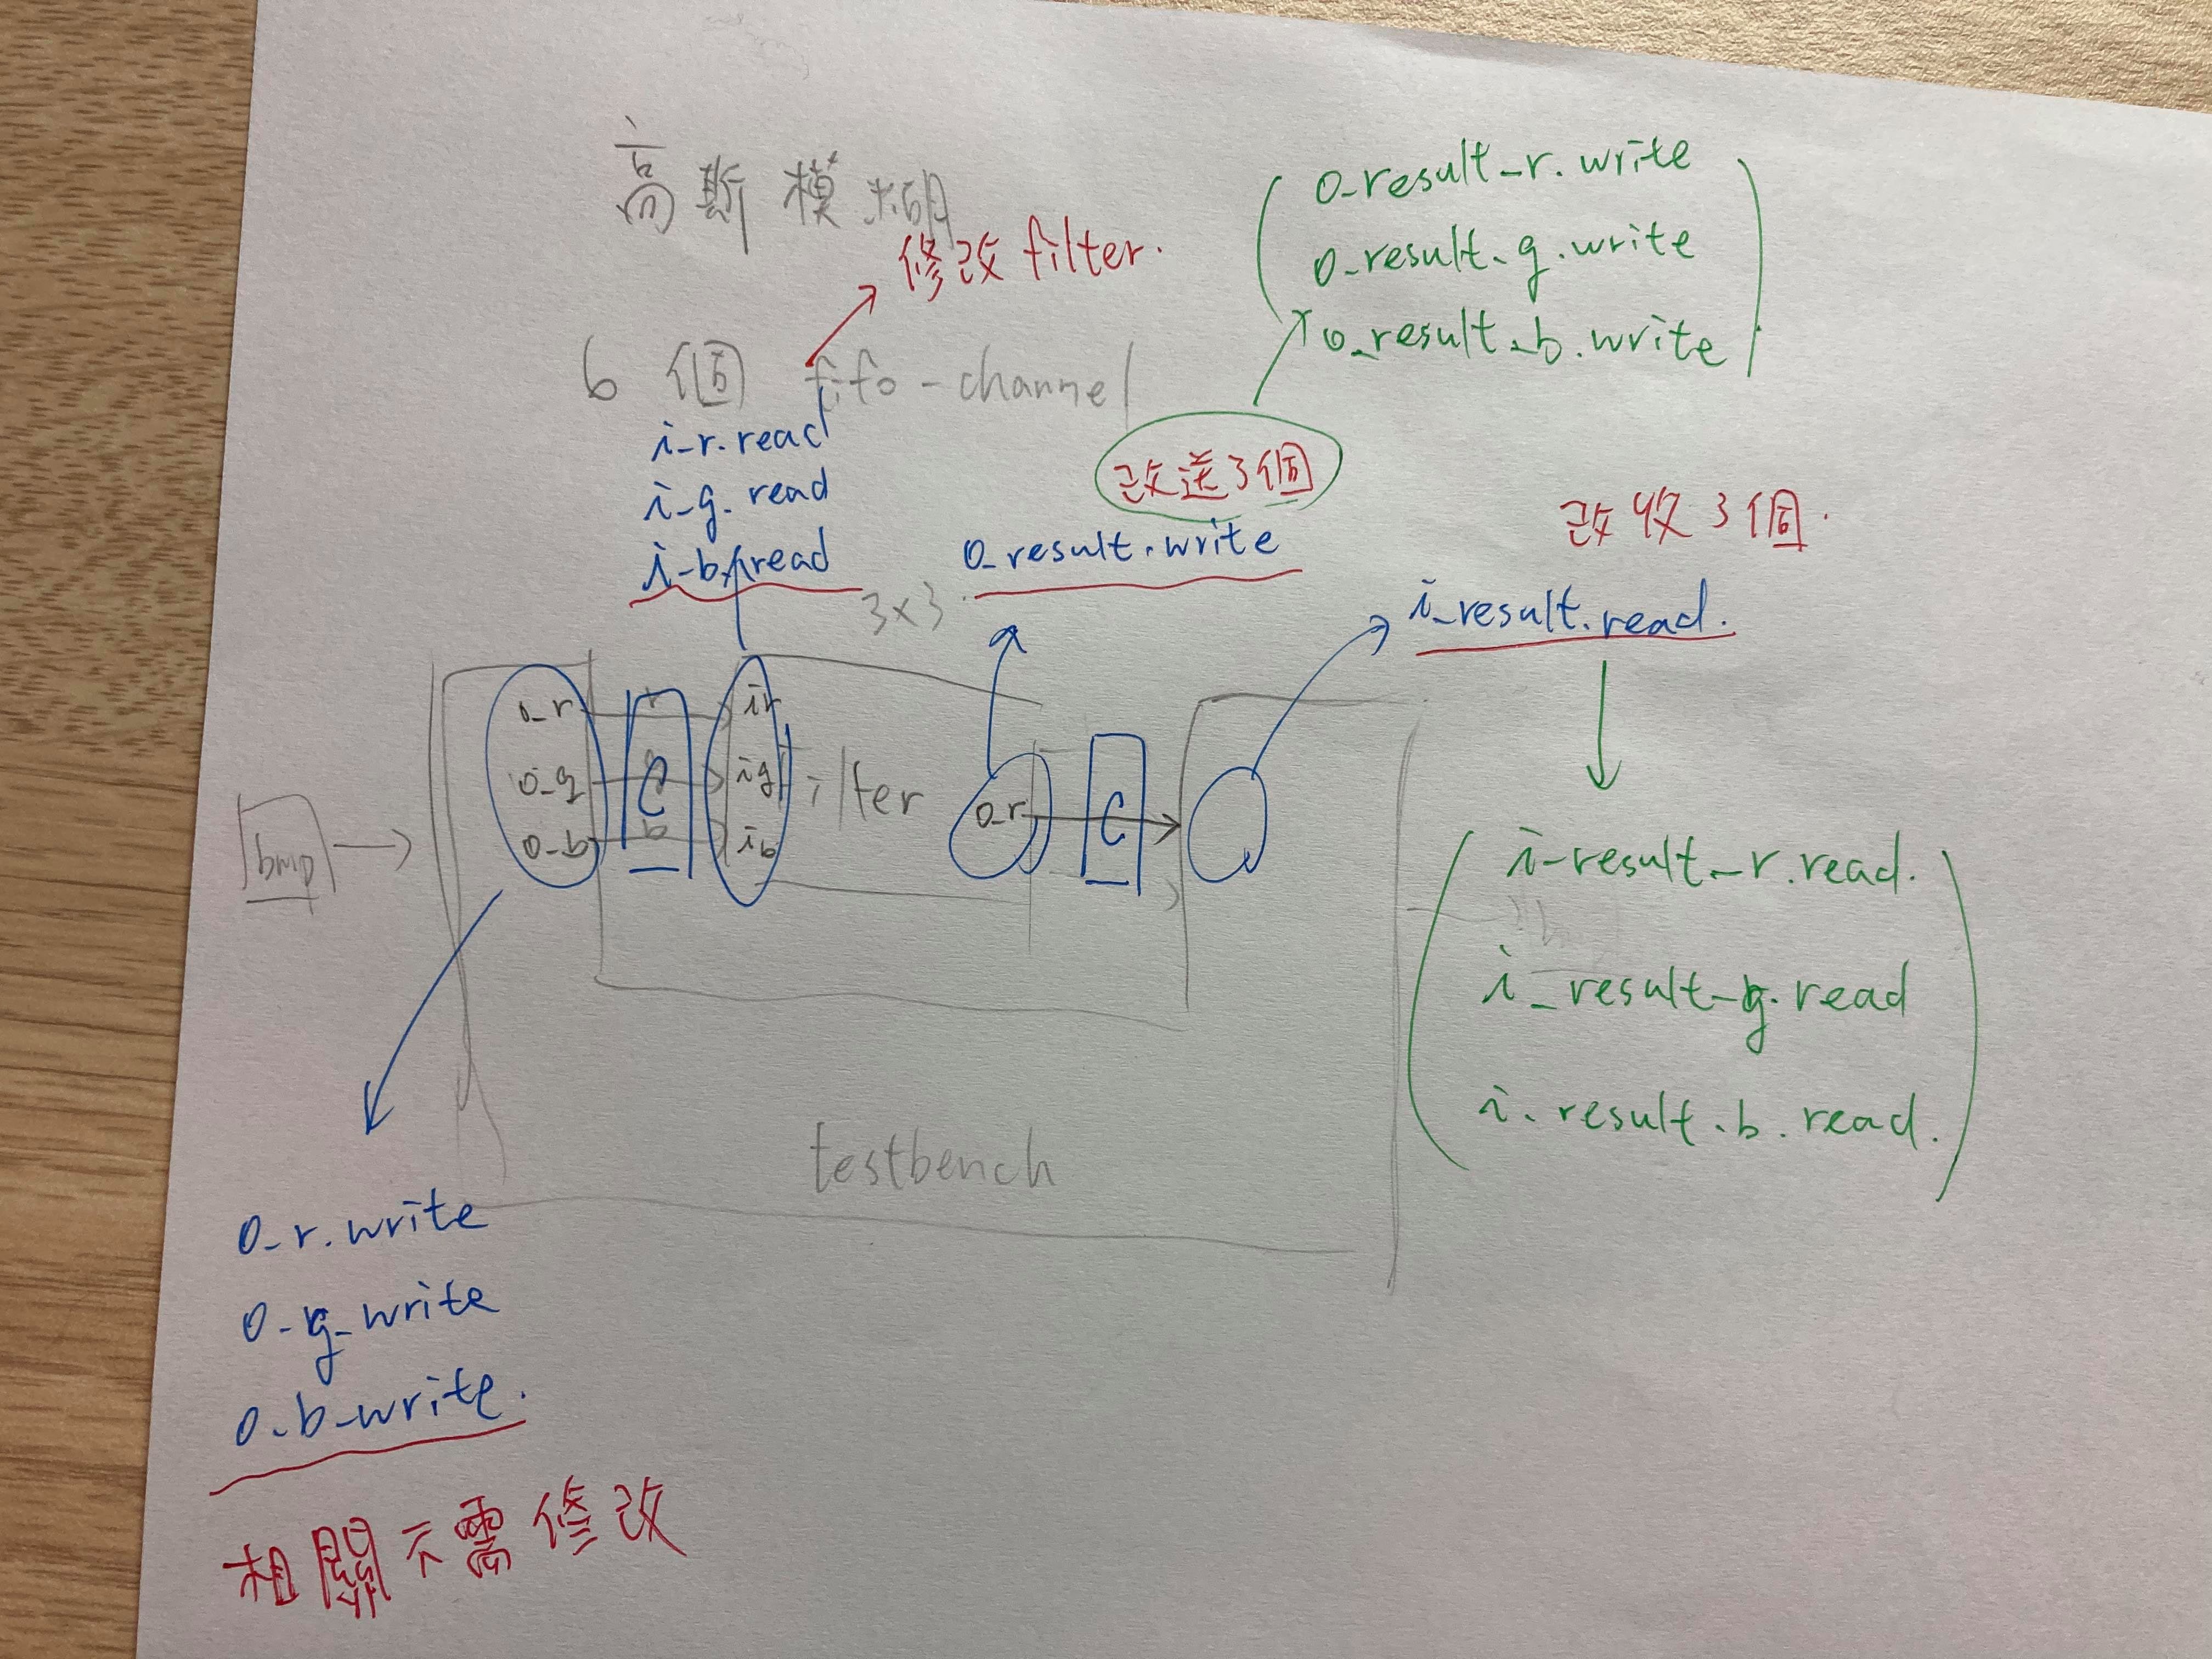 高斯模糊
修改 filter.
o_result_r.write
o_result_g.write
o_result_b.write
6 個 fifo-channel
i_r.read
i_g.read
i_b.read
改送3個
o_result.write
改收3個.
i_result.read.
3x3
o_r
o_g
o_b
r
g
b
C
ir
ig
ib
filter
o_r
C
bmp
i_result_r.read.
i_result_g.read
i_result_b.read.
testbench
o_r.write
o_g_write
o_b_write.
相關不需修改